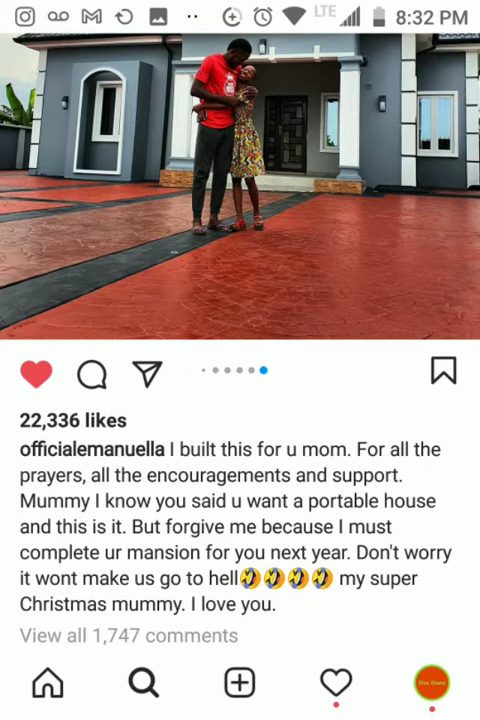 LTE 8:32 PM
22,336 likes
officialemanuella I built this for u mom. For all the
prayers, all the encouragements and support.
Mummy I know you said u want a portable house
and this is it. But forgive me because I must
complete ur mansion for you next year. Don't worry
it wont make us go to hell🤣🤣🤣🤣 my super
Christmas mummy. I love you.
View all 1,747 comments